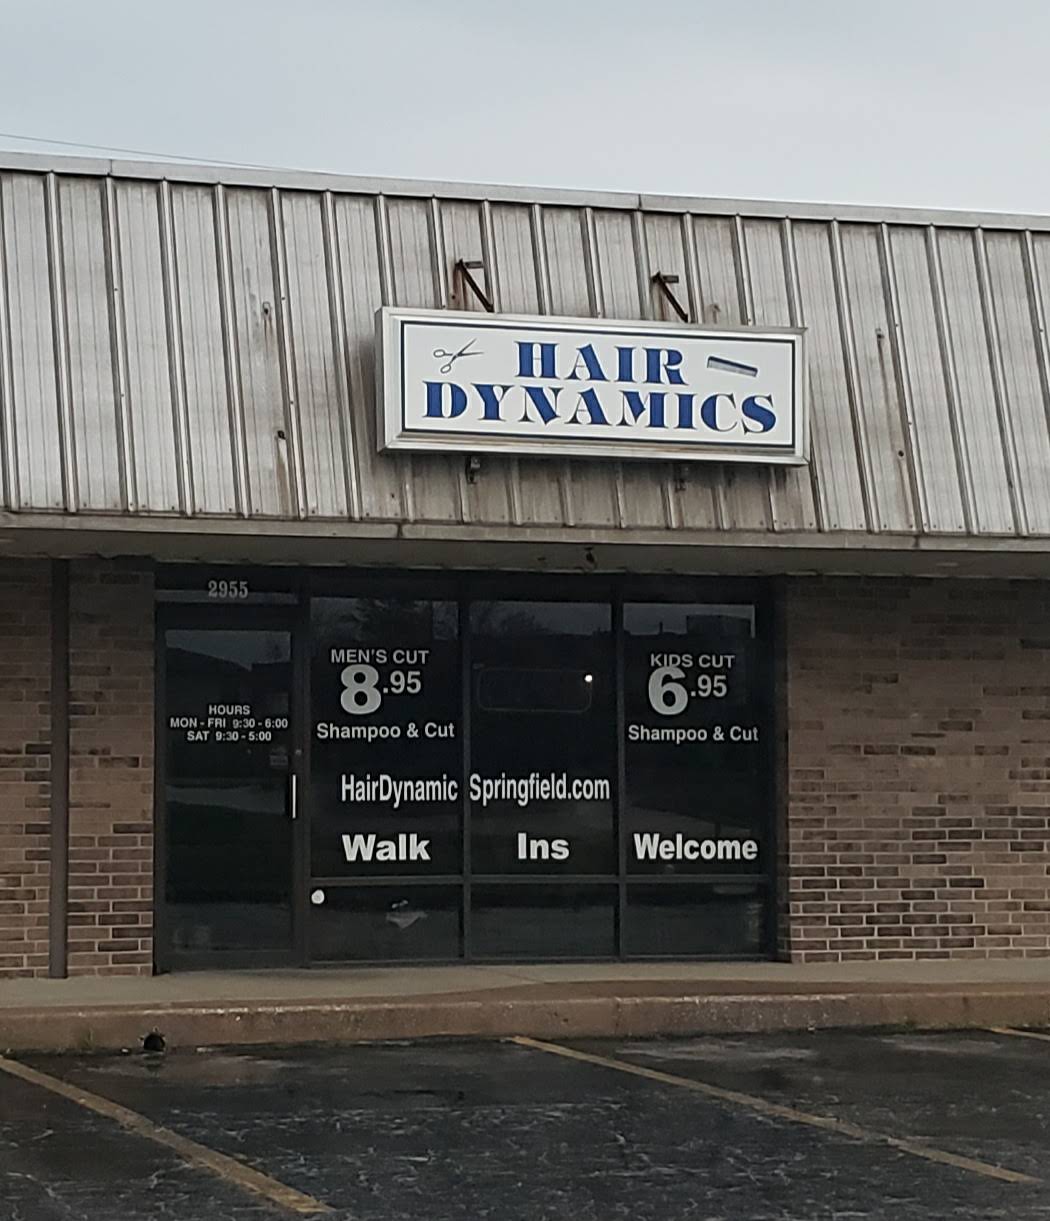 HAIR
DYNAMICS
2955
HOURS
MON - FRI 9:30 - 6:00
SAT 9:30 - 5:00
MEN'S CUT
8.95
Shampoo & Cut
KIDS CUT
6.95
Shampoo & Cut
HairDynamic Springfield.com
Walk Ins Welcome